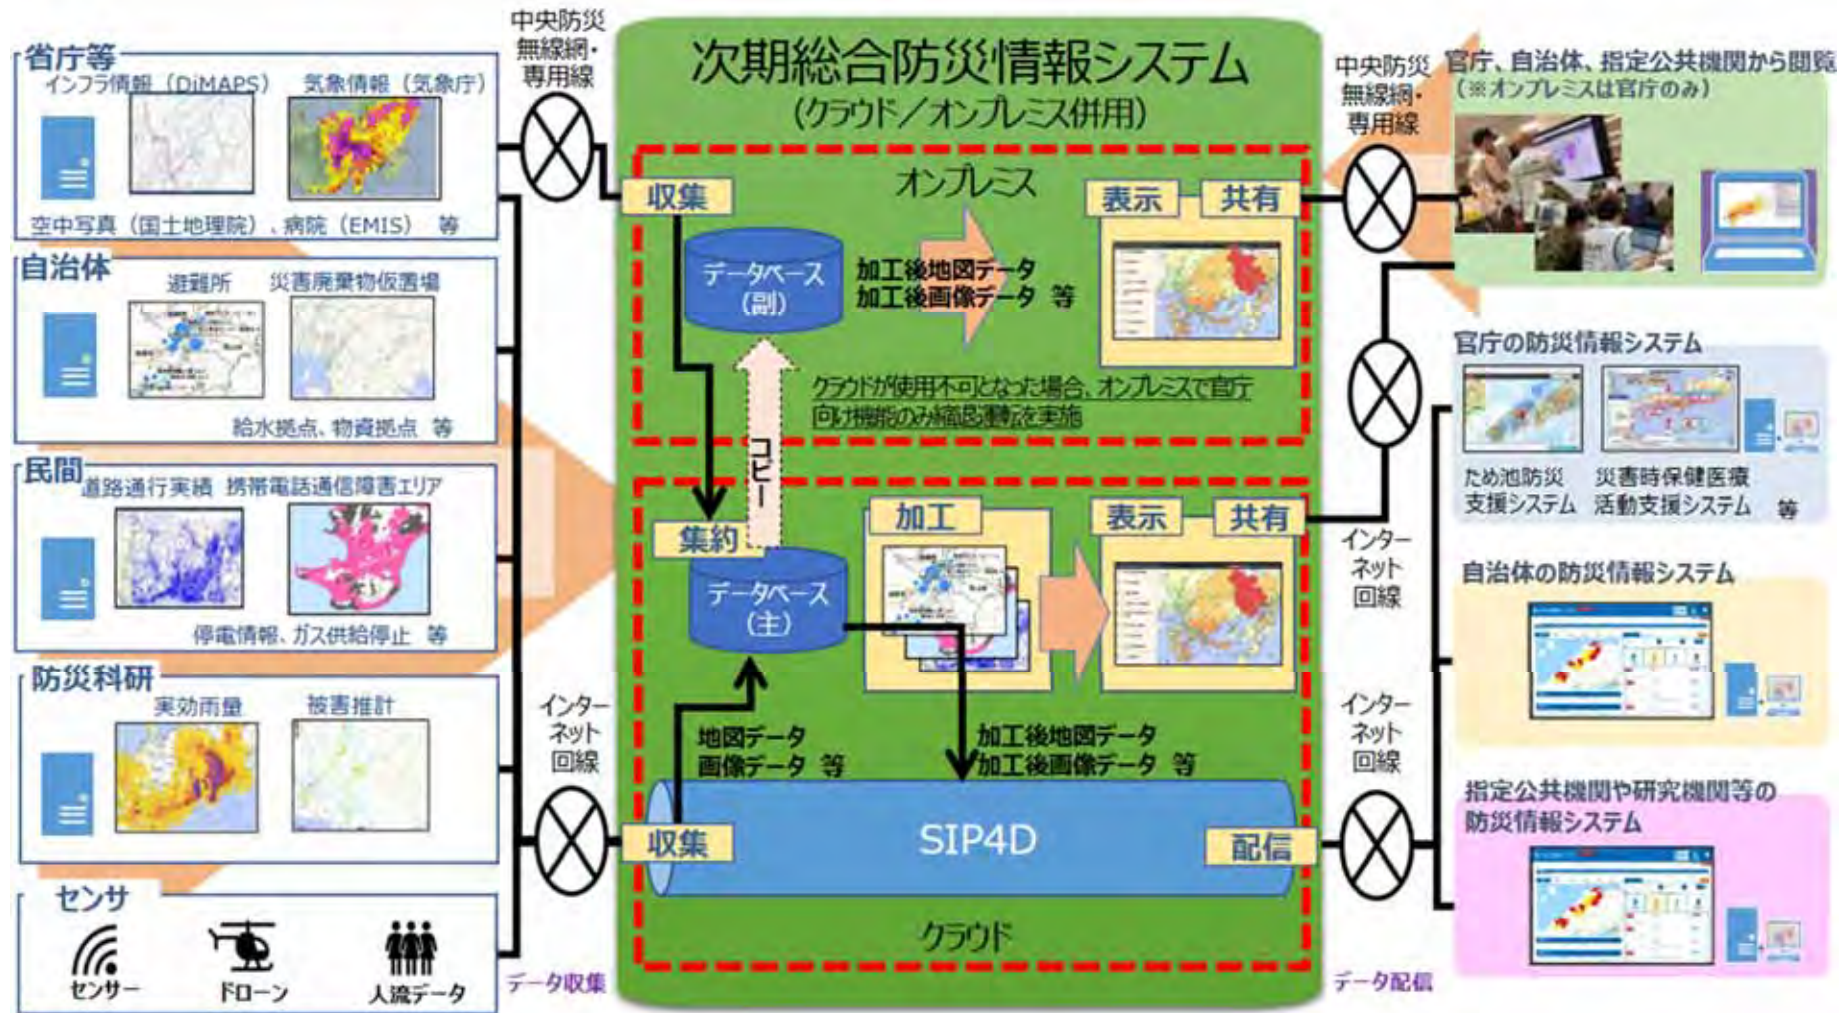 省庁等
インフラ情報（DiMAPS）
気象情報（気象庁）
空中写真（国土地理院）、病院（EMIS） 等
自治体
避難所
災害廃棄物仮置場
給水拠点、物資拠点 等
民間
道路通行実績
携帯電話通信障害エリア
停電情報、ガス供給停止 等
防災科研
実効雨量
被害推計
センサ
センサー
ドローン
人流データ
中央防災
無線網・
専用線
インター
ネット
回線
データ収集
次期総合防災情報システム
（クラウド／オンプレミス併用）
オンプレミス
収集
データベース
（副）
加工後地図データ
加工後画像データ 等
表示
共有
クラウドが使用不可となった場合、オンプレミスで官庁
向け機能のみ縮退運転を実施
コピー
集約
データベース
（主）
加工
表示
共有
地図データ
画像データ 等
加工後地図データ
加工後画像データ 等
収集
SIP4D
配信
クラウド
中央防災
無線網・
専用線
インター
ネット
回線
インター
ネット
回線
データ配信
官庁、自治体、指定公共機関から閲覧
（※オンプレミスは官庁のみ）
官庁の防災情報システム
ため池防災
支援システム
災害時保健医療
活動支援システム 等
自治体の防災情報システム
指定公共機関や研究機関等の
防災情報システム